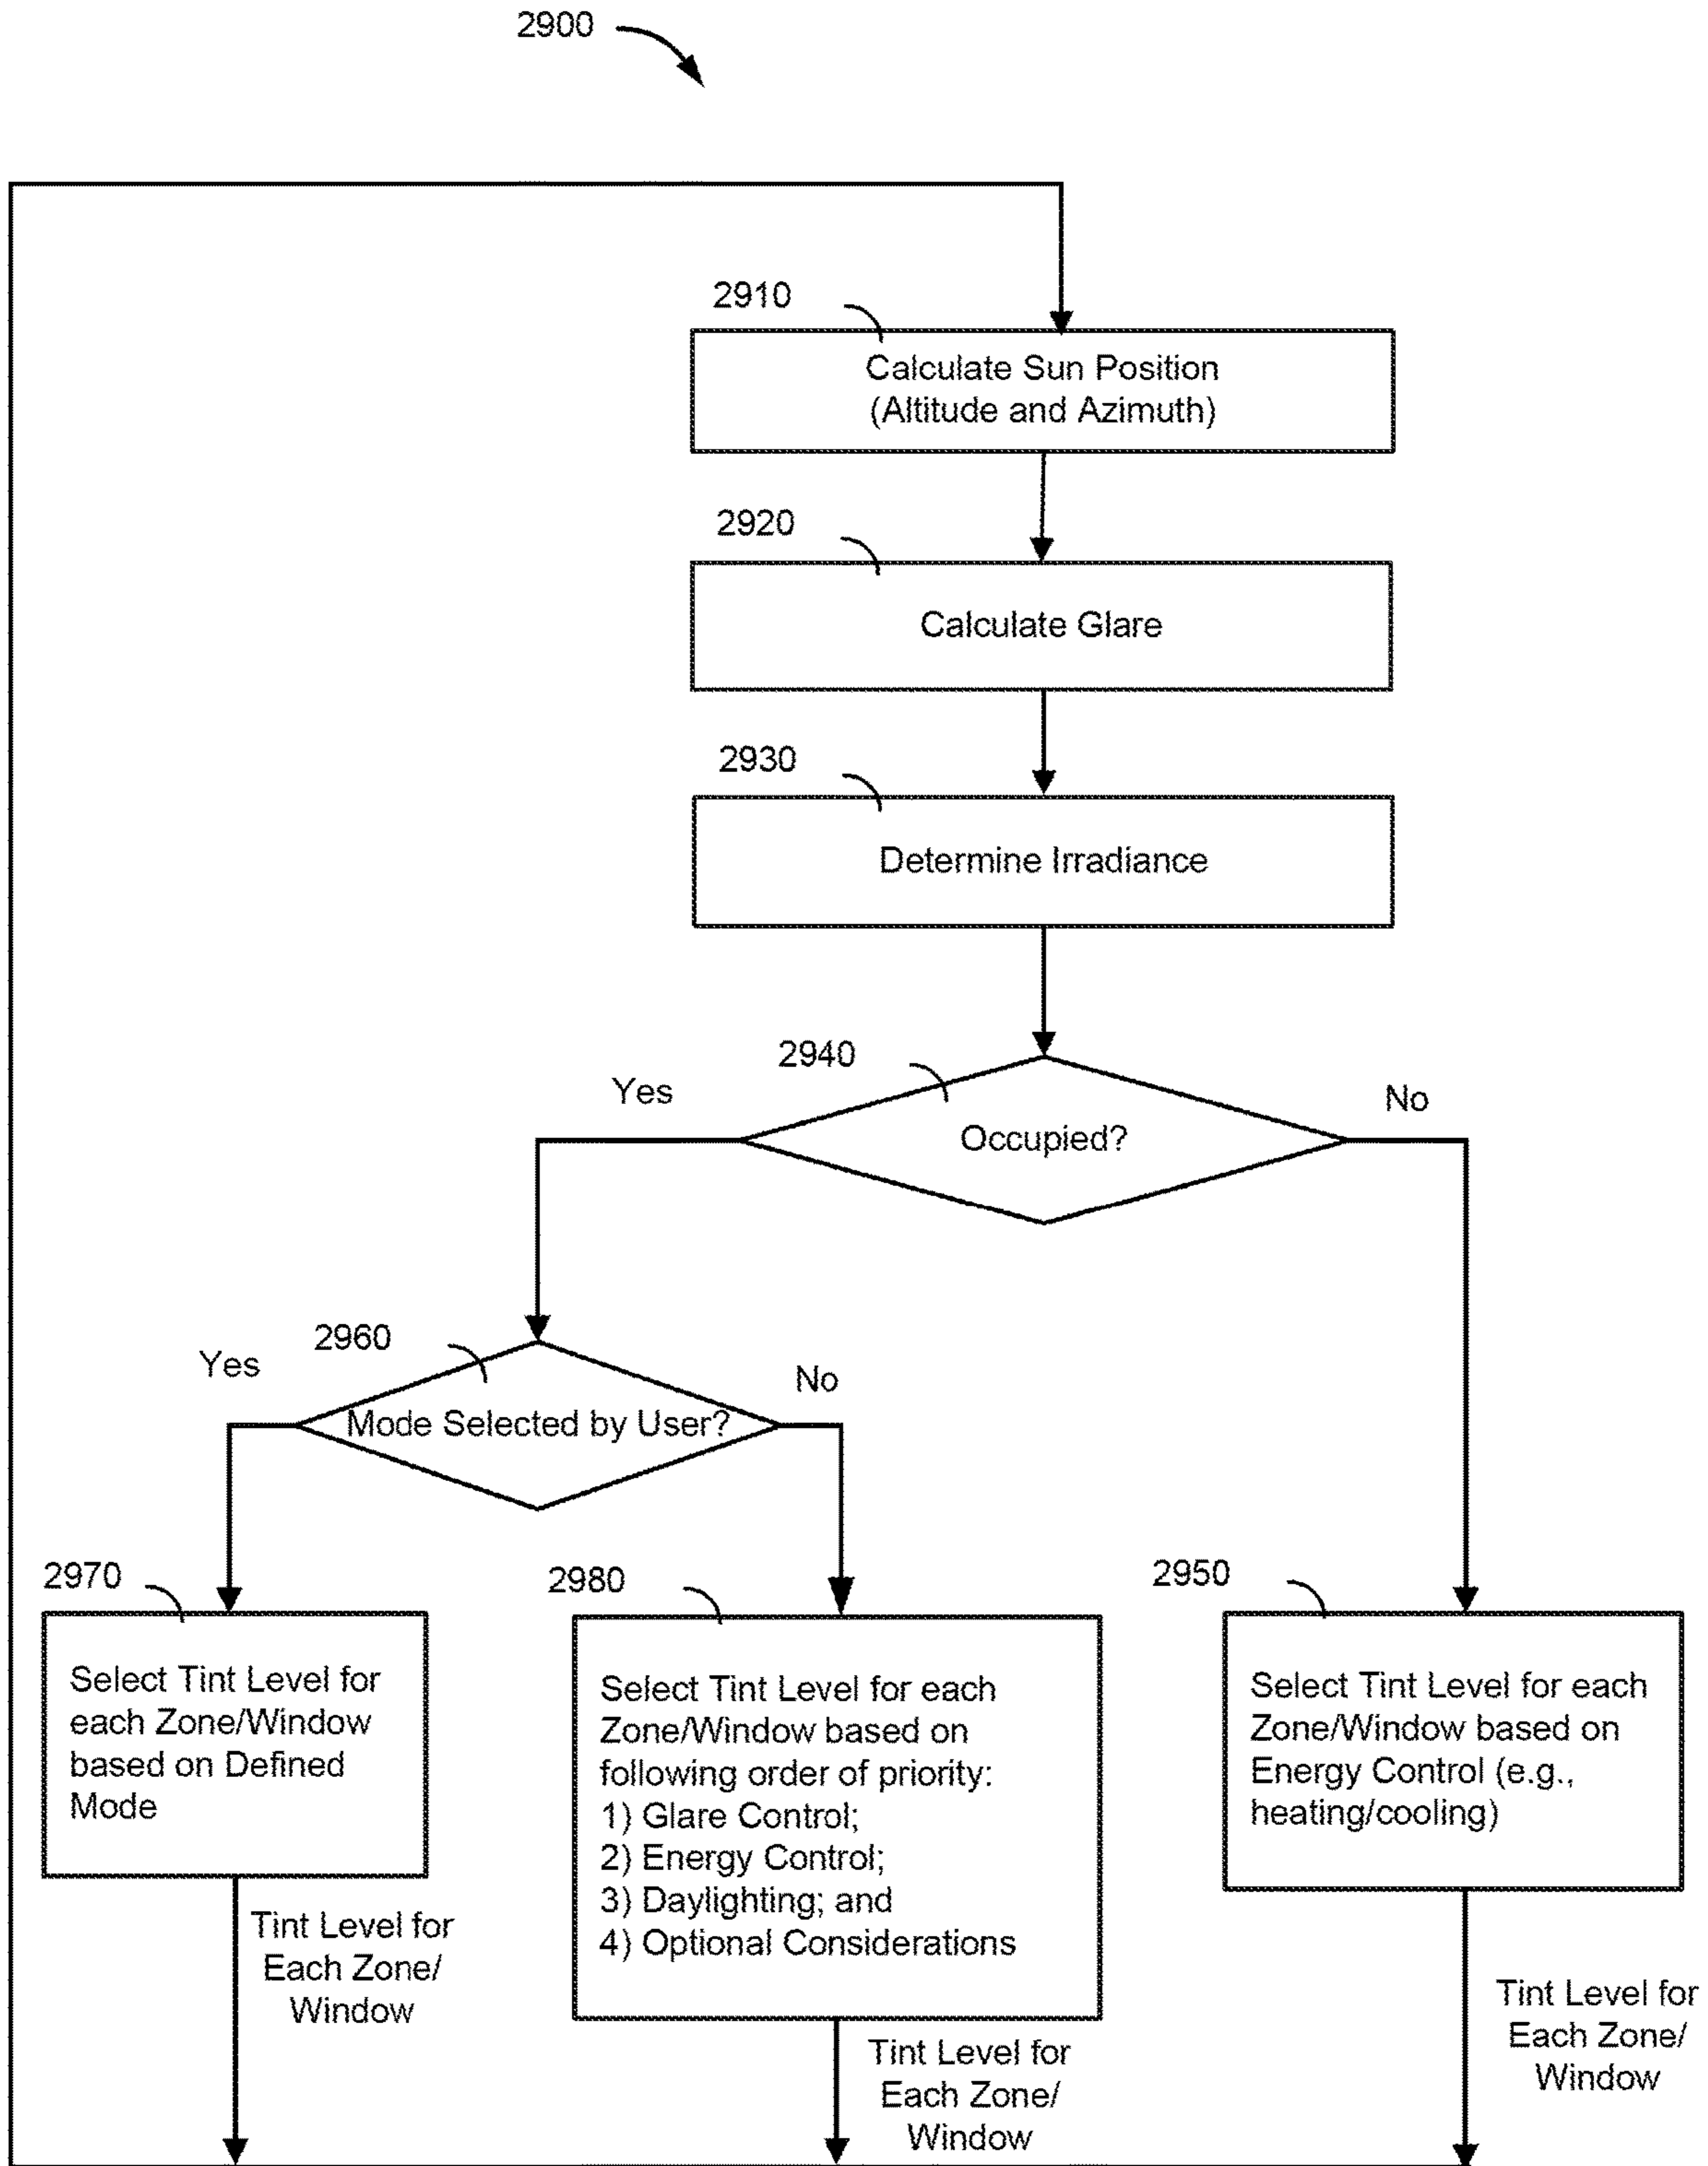 2900
2910
Calculate Sun Position
(Altitude and Azimuth)
2920
Calculate Glare
2930
Determine Irradiance
2940
Yes
No
Occupied?
2960
Yes
No
Mode Selected by User?
2970
Select Tint Level for
each Zone/Window
based on Defined
Mode
2980
Select Tint Level for each
Zone/Window based on
following order of priority:
1) Glare Control;
2) Energy Control;
3) Daylighting; and
4) Optional Considerations
2950
Select Tint Level for each
Zone/Window based on
Energy Control (e.g.,
heating/cooling)
Tint Level for
Each Zone/
Window
Tint Level for
Each Zone/
Window
Tint Level for
Each Zone/
Window